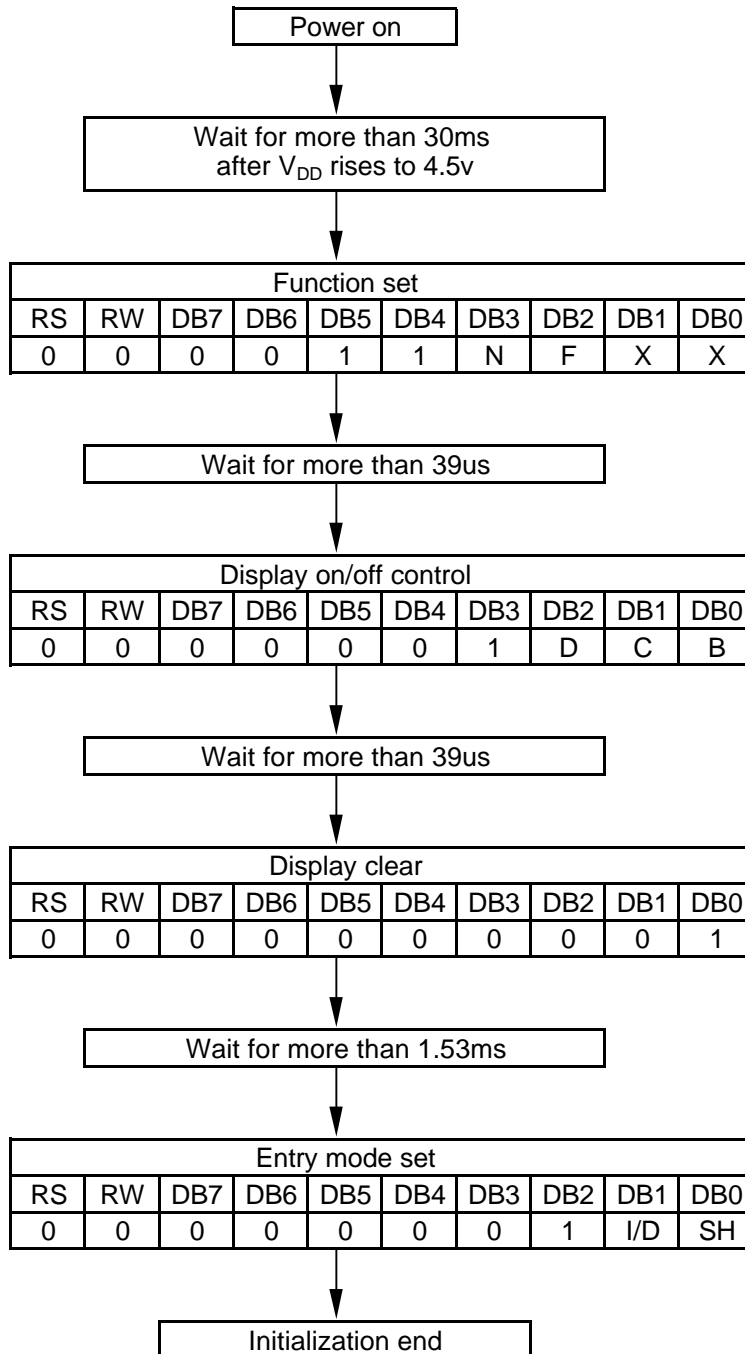 Power on
Wait for more than 30ms
after VDD rises to 4.5v
Function set
RS RW DB7 DB6 DB5 DB4 DB3 DB2 DB1 DB0
0 0 0 0 1 1 N F X X
Wait for more than 39us
Display on/off control
RS RW DB7 DB6 DB5 DB4 DB3 DB2 DB1 DB0
0 0 0 0 0 0 1 D C B
Wait for more than 39us
Display clear
RS RW DB7 DB6 DB5 DB4 DB3 DB2 DB1 DB0
0 0 0 0 0 0 0 0 0 1
Wait for more than 1.53ms
Entry mode set
RS RW DB7 DB6 DB5 DB4 DB3 DB2 DB1 DB0
0 0 0 0 0 0 0 1 I/D SH
Initialization end